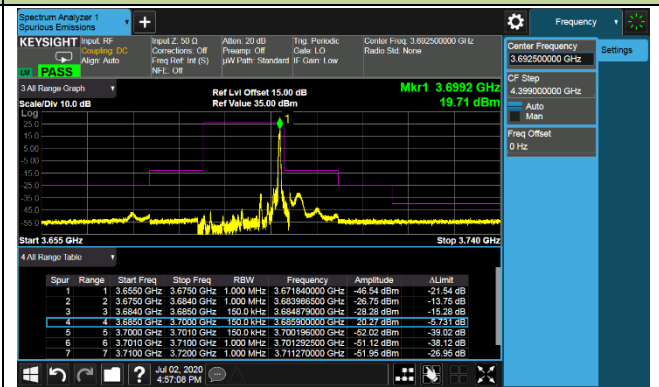 Spectrum Analyzer 1
Spurious Emissions
Frequency
KEYSIGHT Input: RF Input Z: 50 Ω Atten: 20 dB Trig: Periodic Center Freq: 3.692500000 GHz
Coupling: DC Corrections: Off Preamp: Off Gate: LO Radio Std: None
Align: Auto Freq Ref: Int (S) µW Path: Standard IF Gain: Low
NFE: Off
PASS
Center Frequency
3.692500000 GHz
Settings
CF Step
4.399000000 GHz
Auto
Man
Freq Offset
0 Hz
3 All Range Graph
Ref Lvl Offset 15.00 dB
Mkr1 3.6992 GHz
Scale/Div 10.0 dB
Ref Value 35.00 dBm
19.71 dBm
Log
25.0
15.0
5.00
-5.00
-15.0
-25.0
-35.0
-45.0
-55.0
1
Start 3.655 GHz
Stop 3.740 GHz
4 All Range Table
Spur Range Start Freq Stop Freq RBW Frequency Amplitude ΛLimit
1 1 3.6550 GHz 3.6750 GHz 1.000 MHz 3.671840000 GHz -46.54 dBm -21.54 dB
2 2 3.6750 GHz 3.6840 GHz 1.000 MHz 3.683986500 GHz -26.75 dBm -13.75 dB
3 3 3.6840 GHz 3.6850 GHz 150.0 kHz 3.684879000 GHz -28.28 dBm -15.28 dB
4 4 3.6850 GHz 3.7000 GHz 150.0 kHz 3.685900000 GHz 20.27 dBm -5.731 dB
5 5 3.7000 GHz 3.7010 GHz 150.0 kHz 3.700196000 GHz -52.02 dBm -39.02 dB
6 6 3.7010 GHz 3.7100 GHz 1.000 MHz 3.701292500 GHz -51.12 dBm -38.12 dB
7 7 3.7100 GHz 3.7200 GHz 1.000 MHz 3.711270000 GHz -51.95 dBm -26.95 dB
Jul 02, 2020
4:57:08 PM